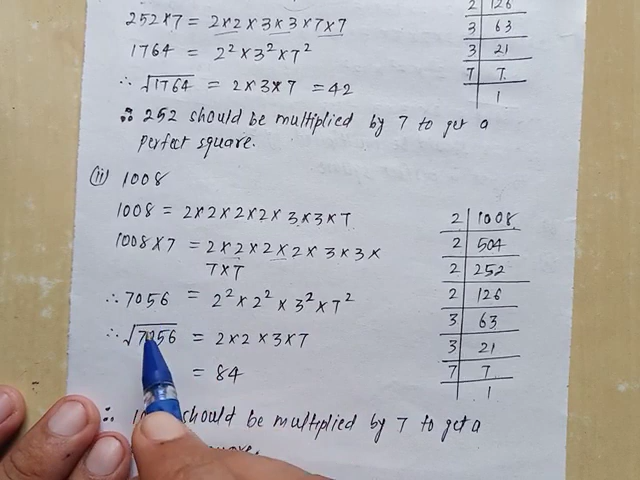 252×7 = 2×2×3×3×7×7
1764 = 2²×3²×7²
∴ √1764 = 2×3×7 = 42
∴ 252 should be multiplied by 7 to get a
perfect square.
2 | 126
3 | 63
3 | 21
7 | 7
1
(ii) 1008
1008 = 2×2×2×2×3×3×7
1008×7 = 2×2×2×2×3×3×
7×7
∴ 7056 = 2²×2²×3²×7²
∴ √7056 = 2×2×3×7
= 84
∴ should be multiplied by 7 to get a
2 | 1008
2 | 504
2 | 252
2 | 126
3 | 63
3 | 21
7 | 7
1